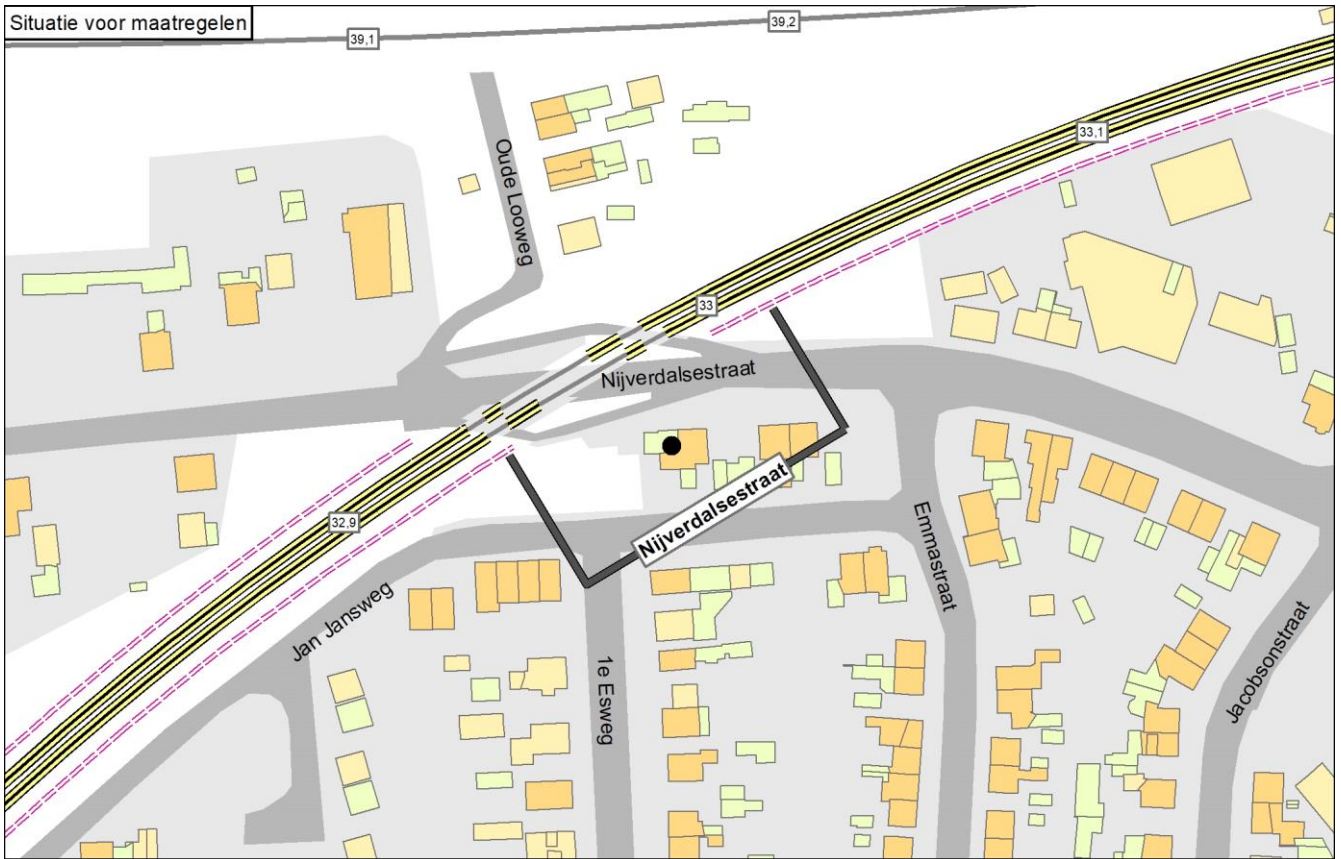 Situatie voor maatregelen
39,1
39,2
33,1
Oude Looweg
33
Nijverdalsestraat
Nijverdalsestraat
32,9
Emmastraat
Jan Jansweg
1e Esweg
Jacobsonstraat